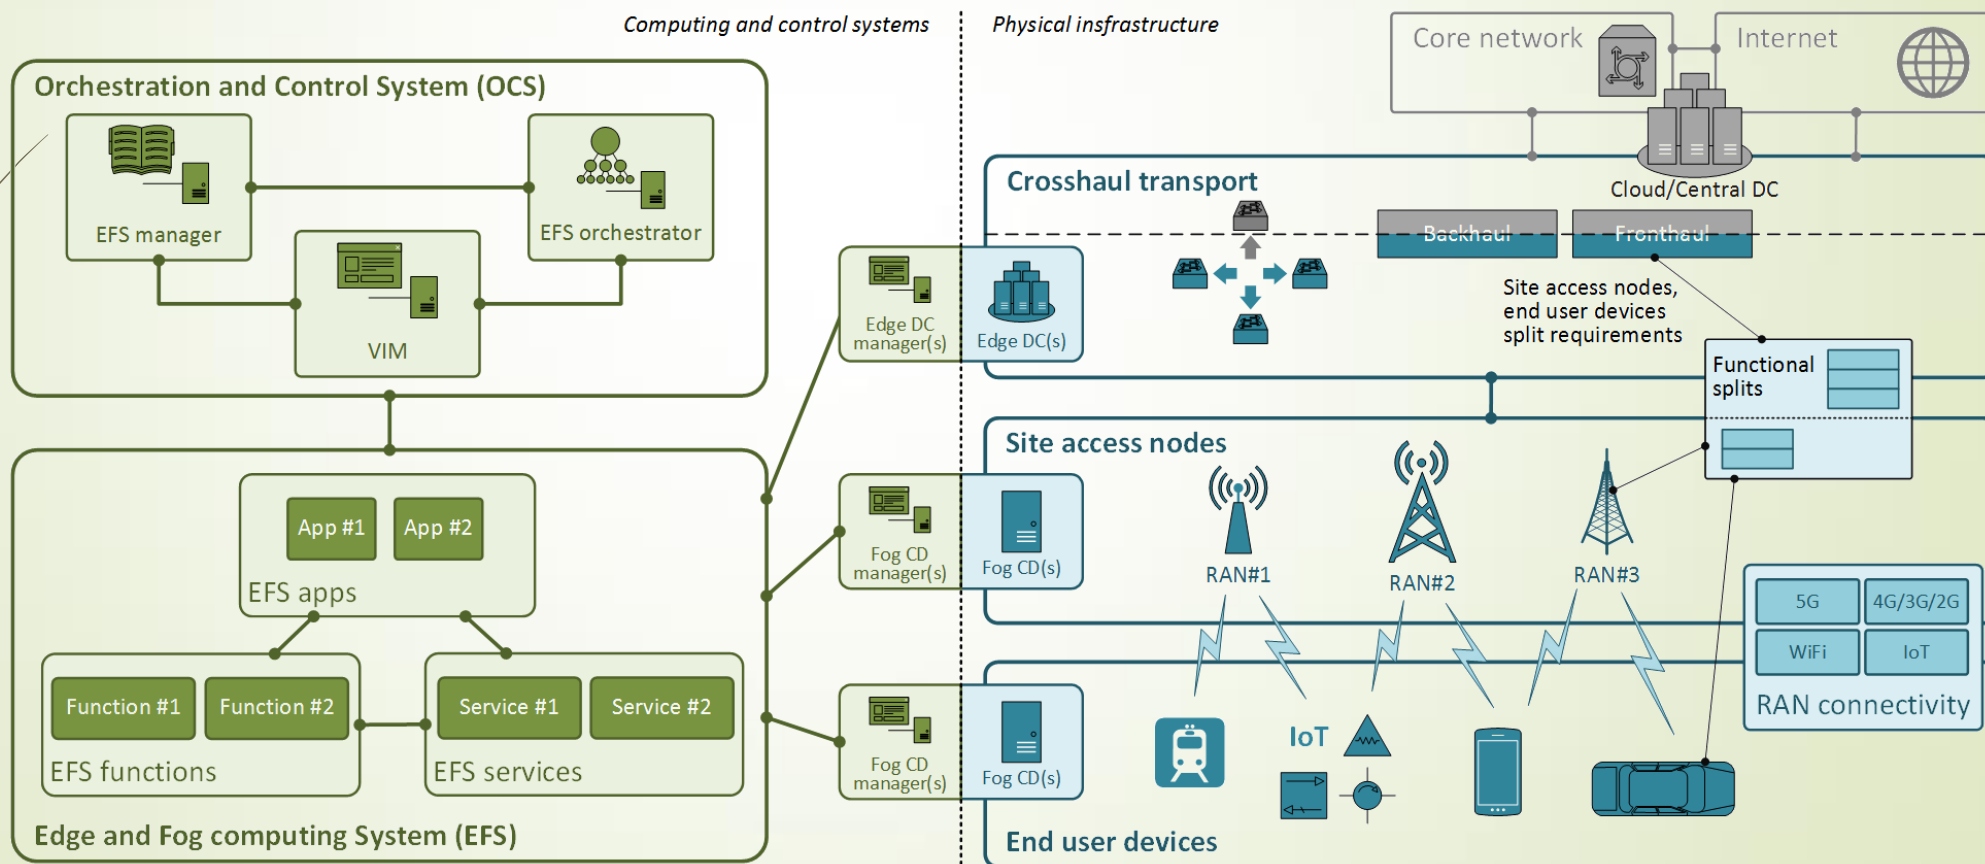 Computing and control systems
Physical insfrastructure
Core network
Internet
Orchestration and Control System (OCS)
EFS manager
EFS orchestrator
VIM
Crosshaul transport
Cloud/Central DC
Backhaul
Fronthaul
Edge DC
manager(s)
Edge DC(s)
Site access nodes,
end user devices
split requirements
Functional
splits
Site access nodes
App #1
App #2
EFS apps
Fog CD
manager(s)
Fog CD(s)
RAN#1
RAN#2
RAN#3
5G
4G/3G/2G
WiFi
IoT
RAN connectivity
Function #1
Function #2
EFS functions
Service #1
Service #2
EFS services
Fog CD
manager(s)
Fog CD(s)
IoT
Edge and Fog computing System (EFS)
End user devices